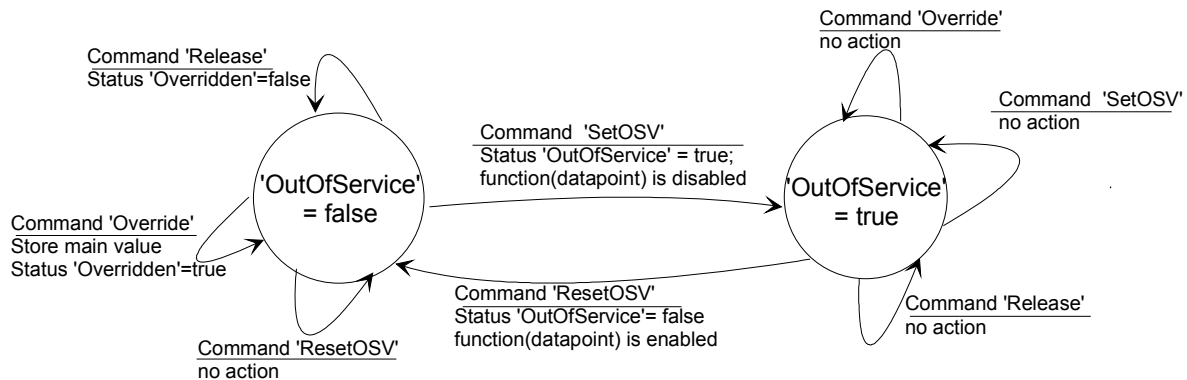 Command 'Release'
Status 'Overridden'=false
Command 'Override'
no action
Command 'SetOSV'
no action
Command 'SetOSV'
Status 'OutOfService' = true;
function(datapoint) is disabled
'OutOfService'
= false
'OutOfService'
= true
Command 'Override'
Store main value
Status 'Overridden'=true
Command 'ResetOSV'
Status 'OutOfService'= false
function(datapoint) is enabled
Command 'Release'
no action
Command 'ResetOSV'
no action